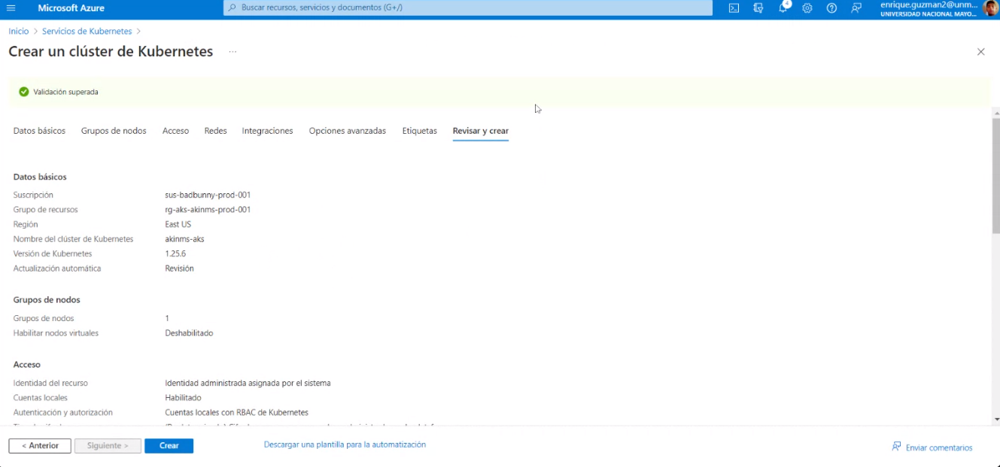 Microsoft Azure
Buscar recursos, servicios y documentos (G+/)
4
enrique.guzman2@unm...
UNIVERSIDAD NACIONAL MAYO...
Inicio > Servicios de Kubernetes >
Crear un clúster de Kubernetes ...
Validación superada
Datos básicos Grupos de nodos Acceso Redes Integraciones Opciones avanzadas Etiquetas Revisar y crear
Datos básicos
Suscripción sus-badbunny-prod-001
Grupo de recursos rg-aks-akinms-prod-001
Región East US
Nombre del clúster de Kubernetes akinms-aks
Versión de Kubernetes 1.25.6
Actualización automática Revisión
Grupos de nodos
Grupos de nodos 1
Habilitar nodos virtuales Deshabilitado
Acceso
Identidad del recurso Identidad administrada asignada por el sistema
Cuentas locales Habilitado
Autenticación y autorización Cuentas locales con RBAC de Kubernetes
< Anterior Siguiente > Crear Descargar una plantilla para la automatización Enviar comentarios